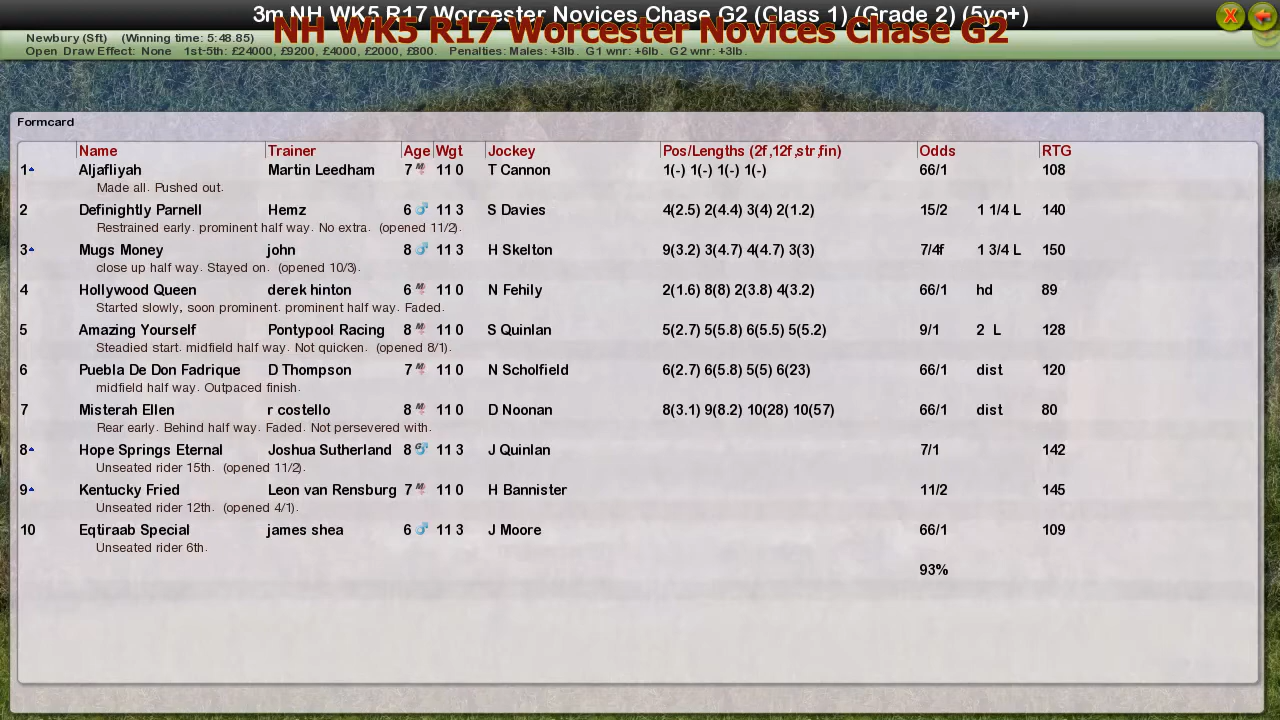 3m NH WK5 R17 Worcester Novices Chase G2 (Class 1) (Grade 2) (5yo+)
NH WK5 R17 Worcester Novices Chase G2
Newbury (Sft) (Winning time: 5:48.85)
Open Draw Effect: None 1st-5th: £24000, £9200, £4000, £2000, £800. Penalties: Males: +3lb. G1 wnr: +6lb. G2 wnr: +3lb.
Formcard
Name Trainer Age Wgt Jockey Pos/Lengths (2f,12f,str,fin) Odds RTG
1 Aljafliyah Martin Leedham 7 11 0 T Cannon 1(-) 1(-) 1(-) 1(-) 66/1 108
Made all. Pushed out.
2 Definightly Parnell Hemz 6 11 3 S Davies 4(2.5) 2(4.4) 3(4) 2(1.2) 15/2 1 1/4 L 140
Restrained early. prominent half way. No extra. (opened 11/2).
3 Mugs Money john 8 11 3 H Skelton 9(3.2) 3(4.7) 4(4.7) 3(3) 7/4f 1 3/4 L 150
close up half way. Stayed on. (opened 10/3).
4 Hollywood Queen derek hinton 6 11 0 N Fehily 2(1.6) 8(8) 2(3.8) 4(3.2) 66/1 hd 89
Started slowly, soon prominent. prominent half way. Faded.
5 Amazing Yourself Pontypool Racing 8 11 0 S Quinlan 5(2.7) 5(5.8) 6(5.5) 5(5.2) 9/1 2 L 128
Steadied start. midfield half way. Not quicken. (opened 8/1).
6 Puebla De Don Fadrique D Thompson 7 11 0 N Scholfield 6(2.7) 6(5.8) 5(5) 6(23) 66/1 dist 120
midfield half way. Outpaced finish.
7 Misterah Ellen r costello 8 11 0 D Noonan 8(3.1) 9(8.2) 10(28) 10(57) 66/1 dist 80
Rear early. Behind half way. Faded. Not persevered with.
8 Hope Springs Eternal Joshua Sutherland 8 11 3 J Quinlan 7/1 142
Unseated rider 15th. (opened 11/2).
9 Kentucky Fried Leon van Rensburg 7 11 0 H Bannister 11/2 145
Unseated rider 12th. (opened 4/1).
10 Eqtiraab Special james shea 6 11 3 J Moore 66/1 109
Unseated rider 6th.
93%